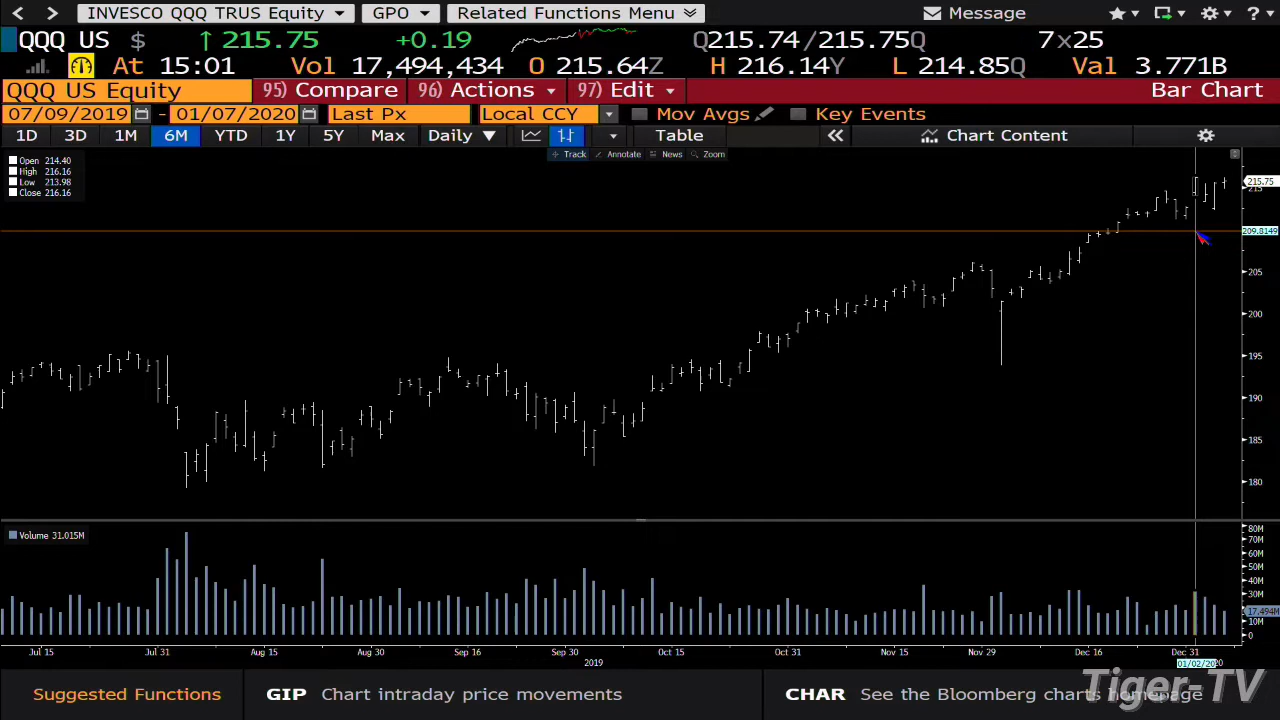 INVESCO QQQ TRUS Equity GPO Related Functions Menu Message
QQQ US $ ↑ 215.75 +0.19 Q215.74/215.75Q 7x25
At 15:01 Vol 17,494,434 O 215.64Z H 216.14Y L 214.85Q Val 3.771B
QQQ US Equity 95) Compare 96) Actions 97) Edit Bar Chart
07/09/2019 - 01/07/2020 Last Px Local CCY Mov Avgs Key Events
1D 3D 1M 6M YTD 1Y 5Y Max Daily ▼ Table « Chart Content
Track Annotate News Zoom
Open 214.40
High 216.16
Low 213.98
Close 216.16
215.75
215
209.8149
205
200
195
190
185
180
Volume 31.015M
80M
70M
60M
50M
40M
30M
17.494M
10M
0
Jul 15 Jul 31 Aug 15 Aug 30 Sep 16 Sep 30 Oct 15 Oct 31 Nov 15 Nov 29 Dec 16 Dec 31
2019 01/02/20 20
Suggested Functions GIP Chart intraday price movements CHAR See the Bloomberg charts homepage
Tiger-TV